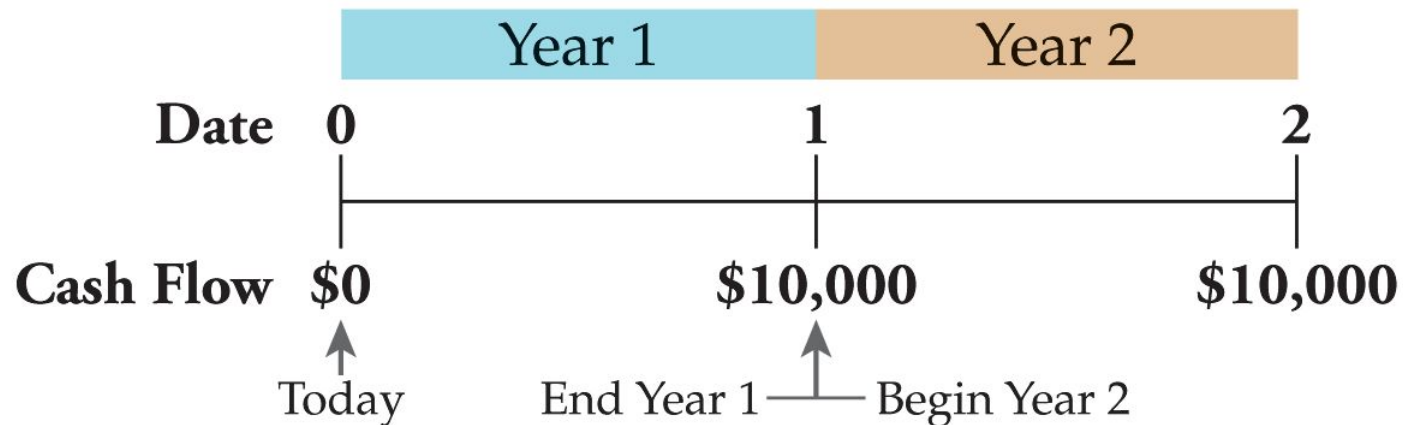 Year 1 Year 2
Date 0 1 2
Cash Flow $0 $10,000 $10,000
Today End Year 1 Begin Year 2